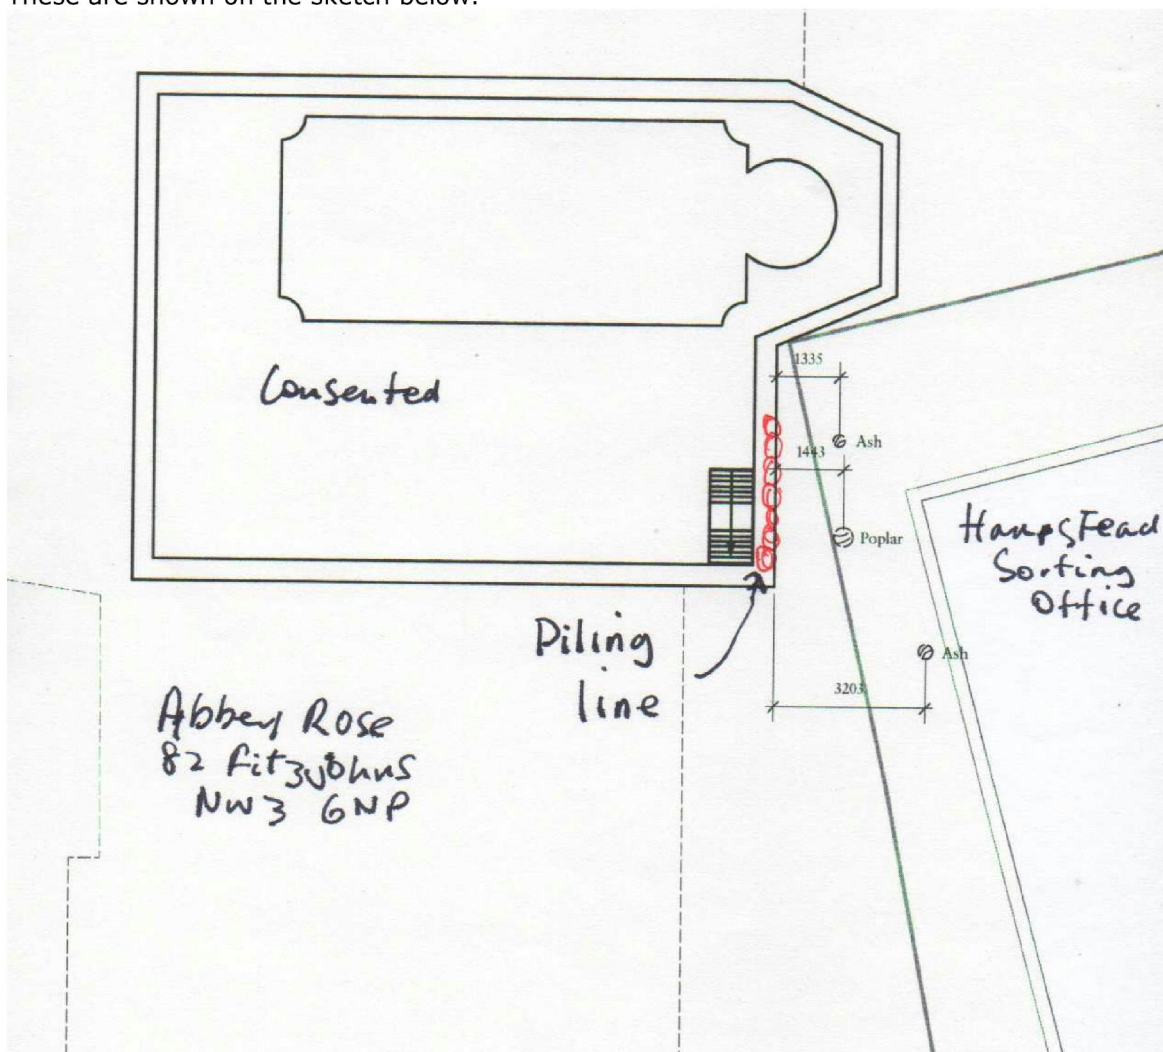 These are shown on the sketch below.
1335
Ash
Consented
1443
Poplar
Hampstead
Sorting
Office
Piling
line
Ash
3203
Abbey Rose
82 Fitzjohns
NW3 6NP